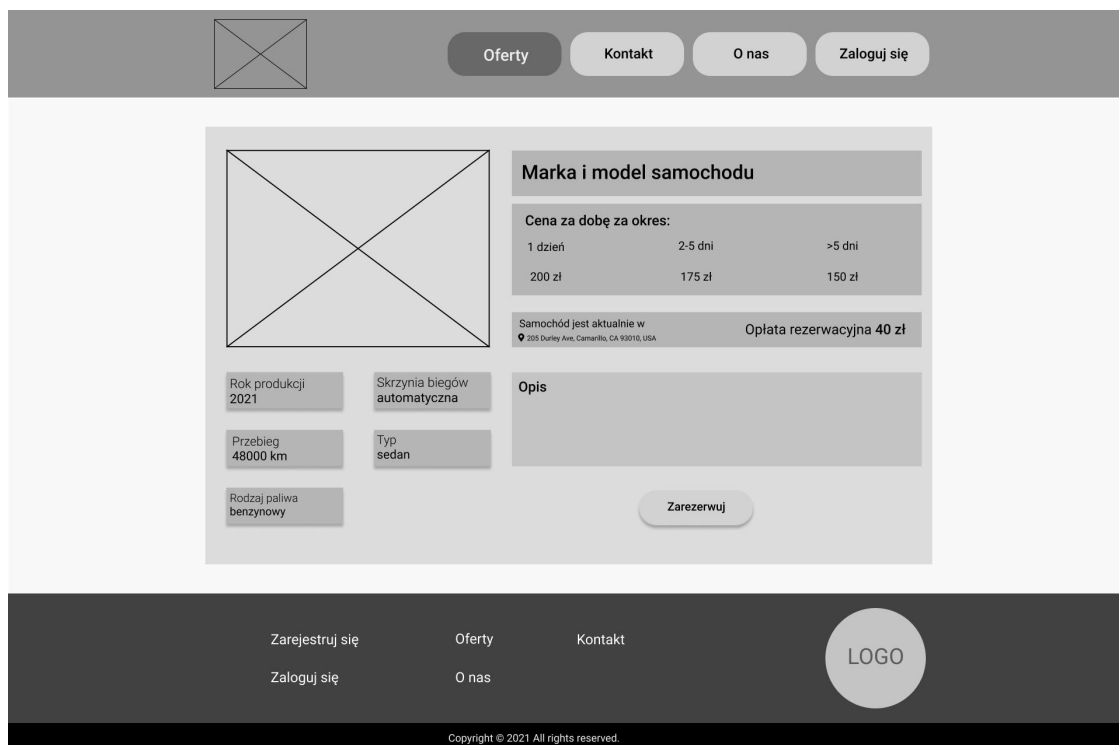 Oferty
Kontakt
O nas
Zaloguj się
Marka i model samochodu
Cena za dobę za okres:
1 dzień 2-5 dni >5 dni
200 zł 175 zł 150 zł
Samochód jest aktualnie w
205 Durley Ave, Camarillo, CA 93010, USA
Opłata rezerwacyjna 40 zł
Rok produkcji
2021
Skrzynia biegów
automatyczna
Przebieg
48000 km
Typ
sedan
Rodzaj paliwa
benzynowy
Opis
Zarezerwuj
Zarejestruj się
Oferty
Kontakt
Zaloguj się
O nas
LOGO
Copyright © 2021 All rights reserved.